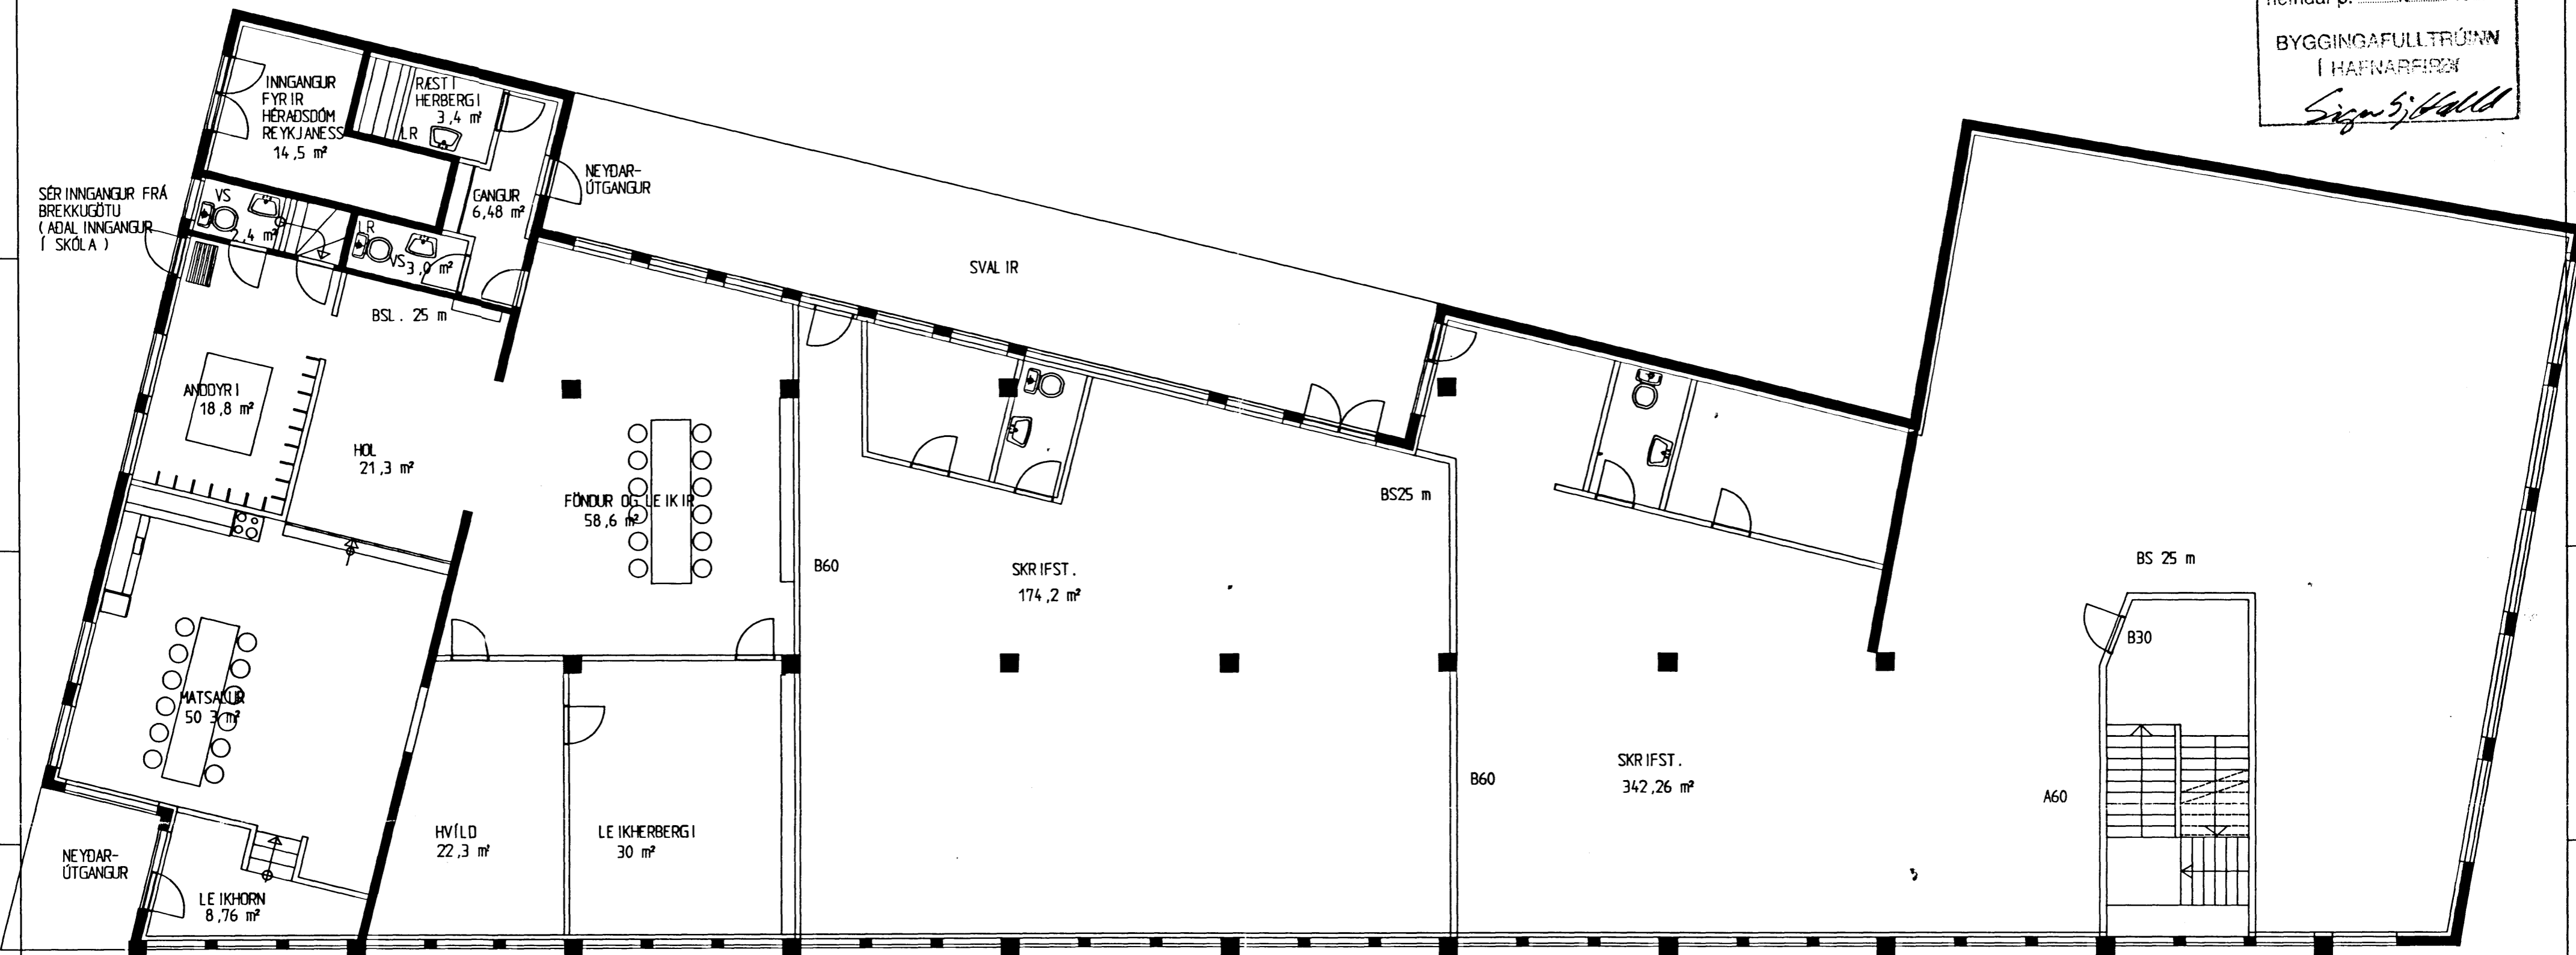 BYGGINGAFULLTRÚINN
Í HAFNARFIRÐI
INNGANGUR
FYRIR
HÉRAÐSDÓM
REYKJANESS
14,5 m²
RÆSTI
HERBERGI
3,4 m²
LR
NEYÐAR-
ÚTGANGUR
GANGUR
6,48 m²
SÉR INNGANGUR FRÁ
BREKKUGÖTU
( AÐAL INNGANGUR
Í SKÓLA )
VS
2,4 m²
LR
VS 3,0 m²
SVALIR
BSL. 25 m
ANDDYRI
18,8 m²
HOL
21,3 m²
FÖNDUR OG LEIKIR
58,6 m²
BS25 m
B60
SKRIFST.
174,2 m²
BS 25 m
B30
MATSALUR
50 3 m²
SKRIFST.
342,26 m²
B60
A60
HVÍLD
22,3 m²
LEIKHERBERGI
30 m²
NEYÐAR-
ÚTGANGUR
LEIKHORN
8,76 m²